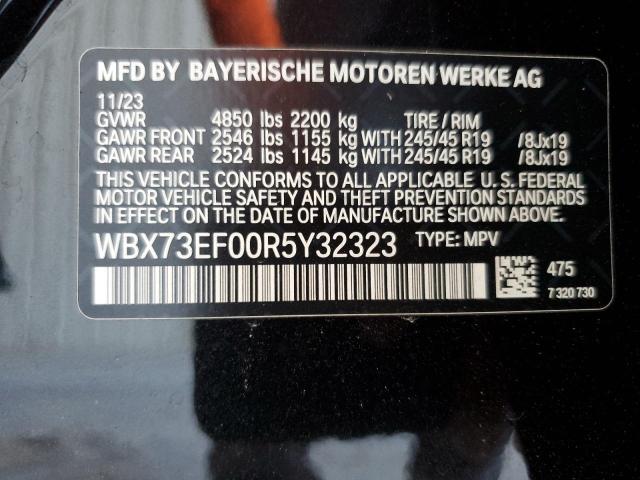 MFD BY BAYERISCHE MOTOREN WERKE AG
11/23
GVWR 4850 lbs 2200 kg TIRE / RIM
GAWR FRONT 2546 lbs 1155 kg WITH 245/45 R19 /8Jx19
GAWR REAR 2524 lbs 1145 kg WITH 245/45 R19 /8Jx19
THIS VEHICLE CONFORMS TO ALL APPLICABLE U. S. FEDERAL
MOTOR VEHICLE SAFETY AND THEFT PREVENTION
STANDARDS IN EFFECT ON THE DATE OF MANUFACTURE SHOWN ABOVE.
WBX73EF00R5Y32323 TYPE: MPV
475
7 320 730